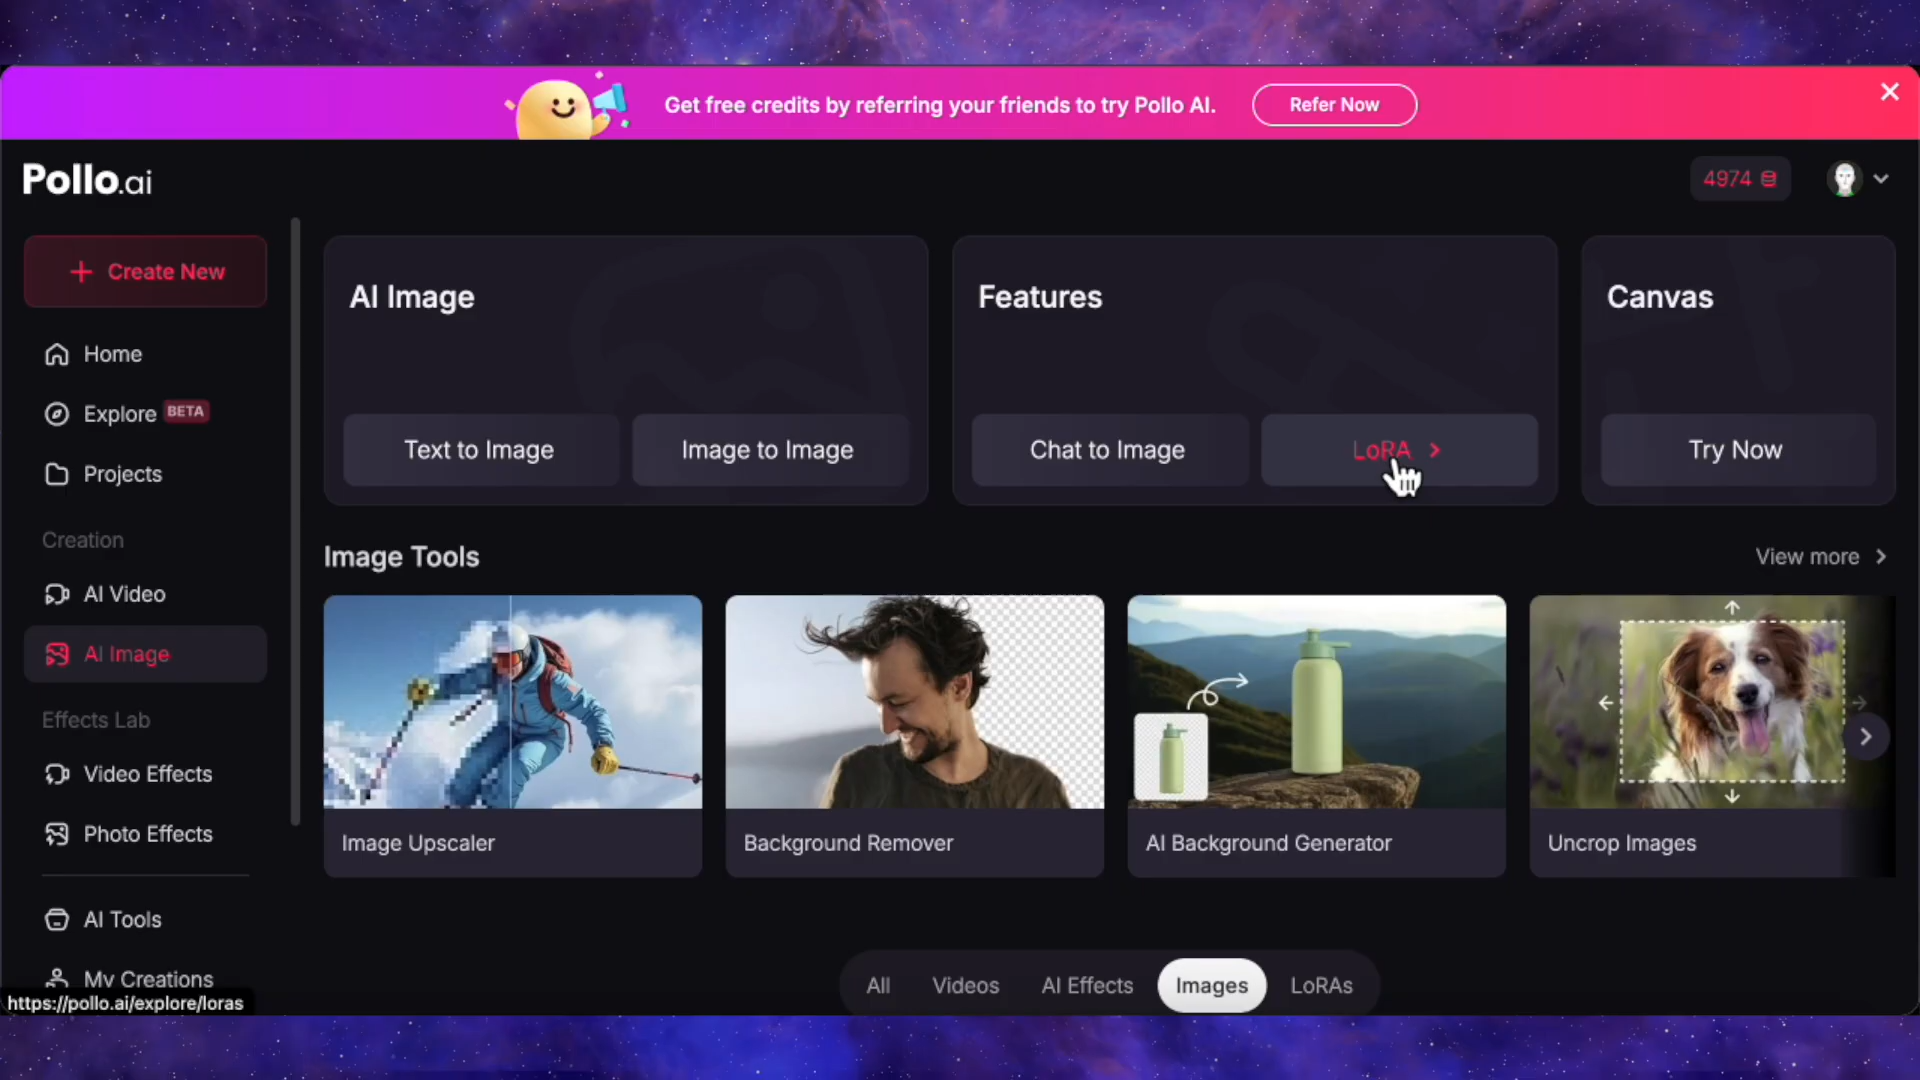 Get free credits by referring your friends to try Pollo AI.
Refer Now
Pollo.ai
4974
Create New
Home
Explore BETA
Projects
Creation
AI Video
AI Image
Effects Lab
Video Effects
Photo Effects
AI Tools
My Creations
https://pollo.ai/explore/loras
AI Image
Text to Image
Image to Image
Features
Chat to Image
LoRA
Canvas
Try Now
Image Tools
View more
Image Upscaler
Background Remover
AI Background Generator
Uncrop Images
All
Videos
AI Effects
Images
LoRAs